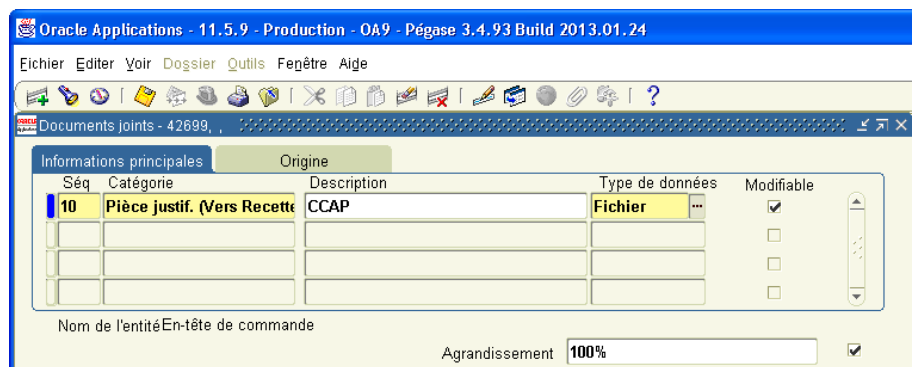 Oracle Applications - 11.5.9 - Production - OA9 - Pégase 3.4.93 Build 2013.01.24
Fichier Editer Voir Dossier Outils Fenêtre Aide
Documents joints - 42699, ,
Informations principales Origine
Séq Catégorie Description Type de données Modifiable
10 Pièce justif. (Vers Recette CCAP Fichier ...
Nom de l'entité En-tête de commande
Agrandissement 100%